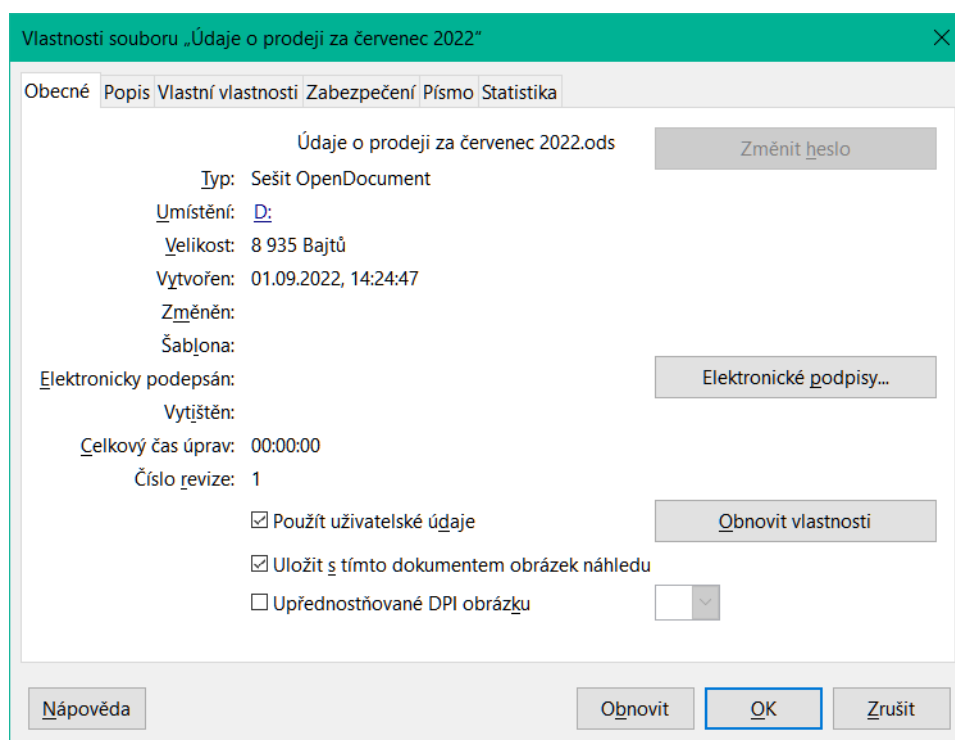 Vlastnosti souboru „Údaje o prodeji za červenec 2022“
Obecné Popis Vlastní vlastnosti Zabezpečení Písmo Statistika
Údaje o prodeji za červenec 2022.ods Změnit heslo
Typ: Sešit OpenDocument
Umístění: D:
Velikost: 8 935 Bajtů
Vytvořen: 01.09.2022, 14:24:47
Změněn:
Šablona:
Elektronicky podepsán: Elektronické podpisy...
Vytištěn:
Celkový čas úprav: 00:00:00
Číslo revize: 1
Použít uživatelské údaje Obnovit vlastnosti
Uložit s tímto dokumentem obrázek náhledu
Upřednostňované DPI obrázku
Nápověda Obnovit OK Zrušit